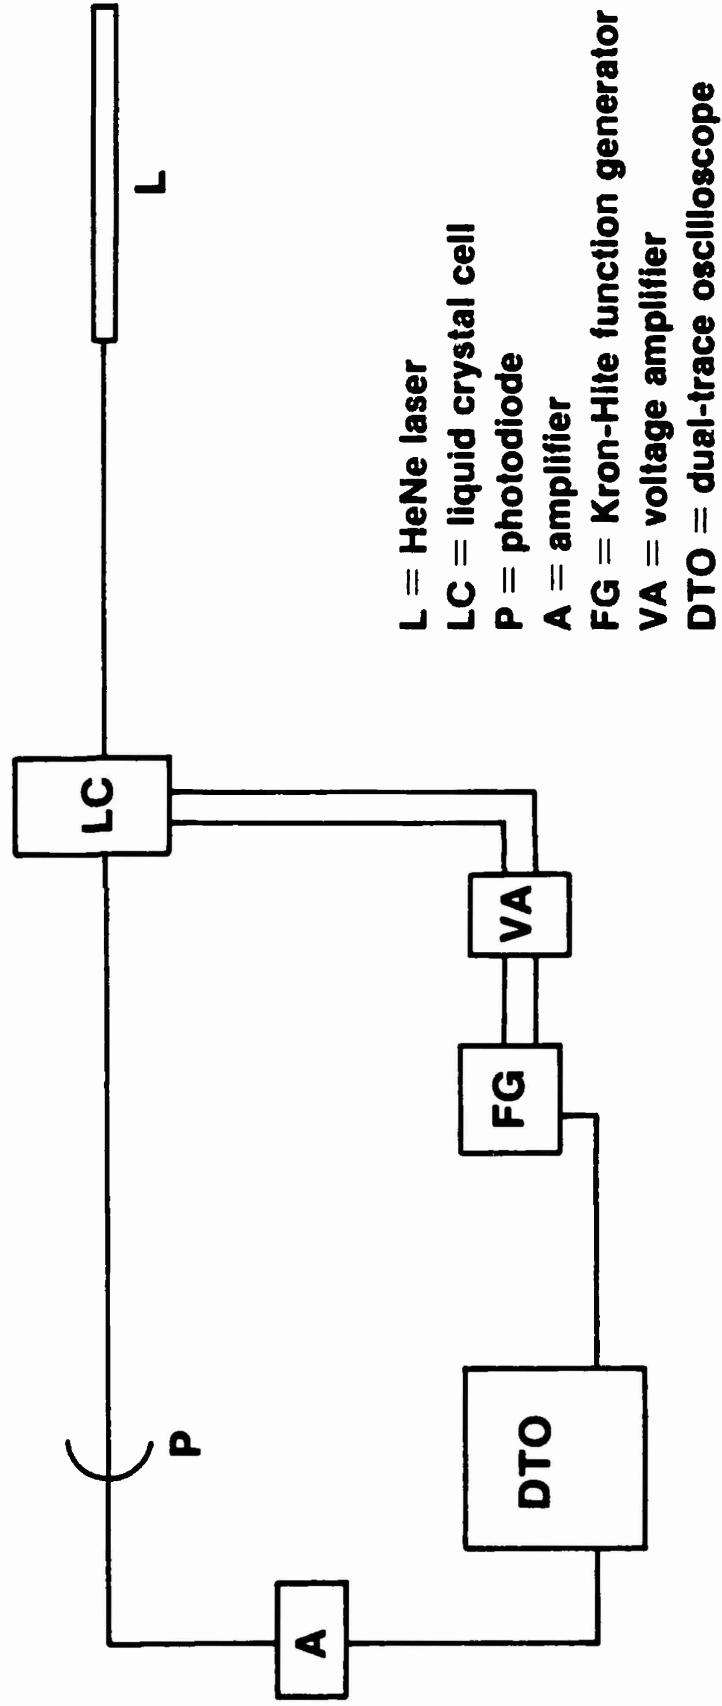 L
LC
P
A
VA
FG
DTO
L = HeNe laser
LC = liquid crystal cell
P = photodiode
A = amplifier
FG = Kron-Hite function generator
VA = voltage amplifier
DTO = dual-trace oscilloscope